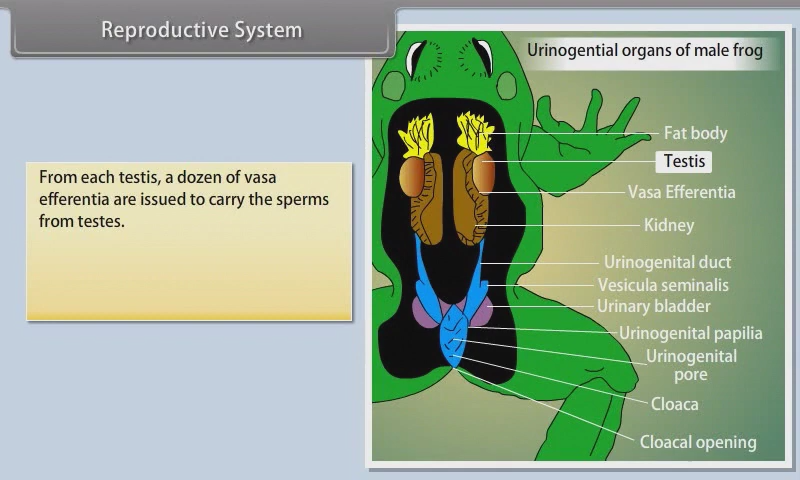 Reproductive System
Urinogential organs of male frog
From each testis, a dozen of vasa
efferentia are issued to carry the sperms
from testes.
Fat body
Testis
Vasa Efferentia
Kidney
Urinogenital duct
Vesicula seminalis
Urinary bladder
Urinogenital papilia
Urinogenital
pore
Cloaca
Cloacal opening